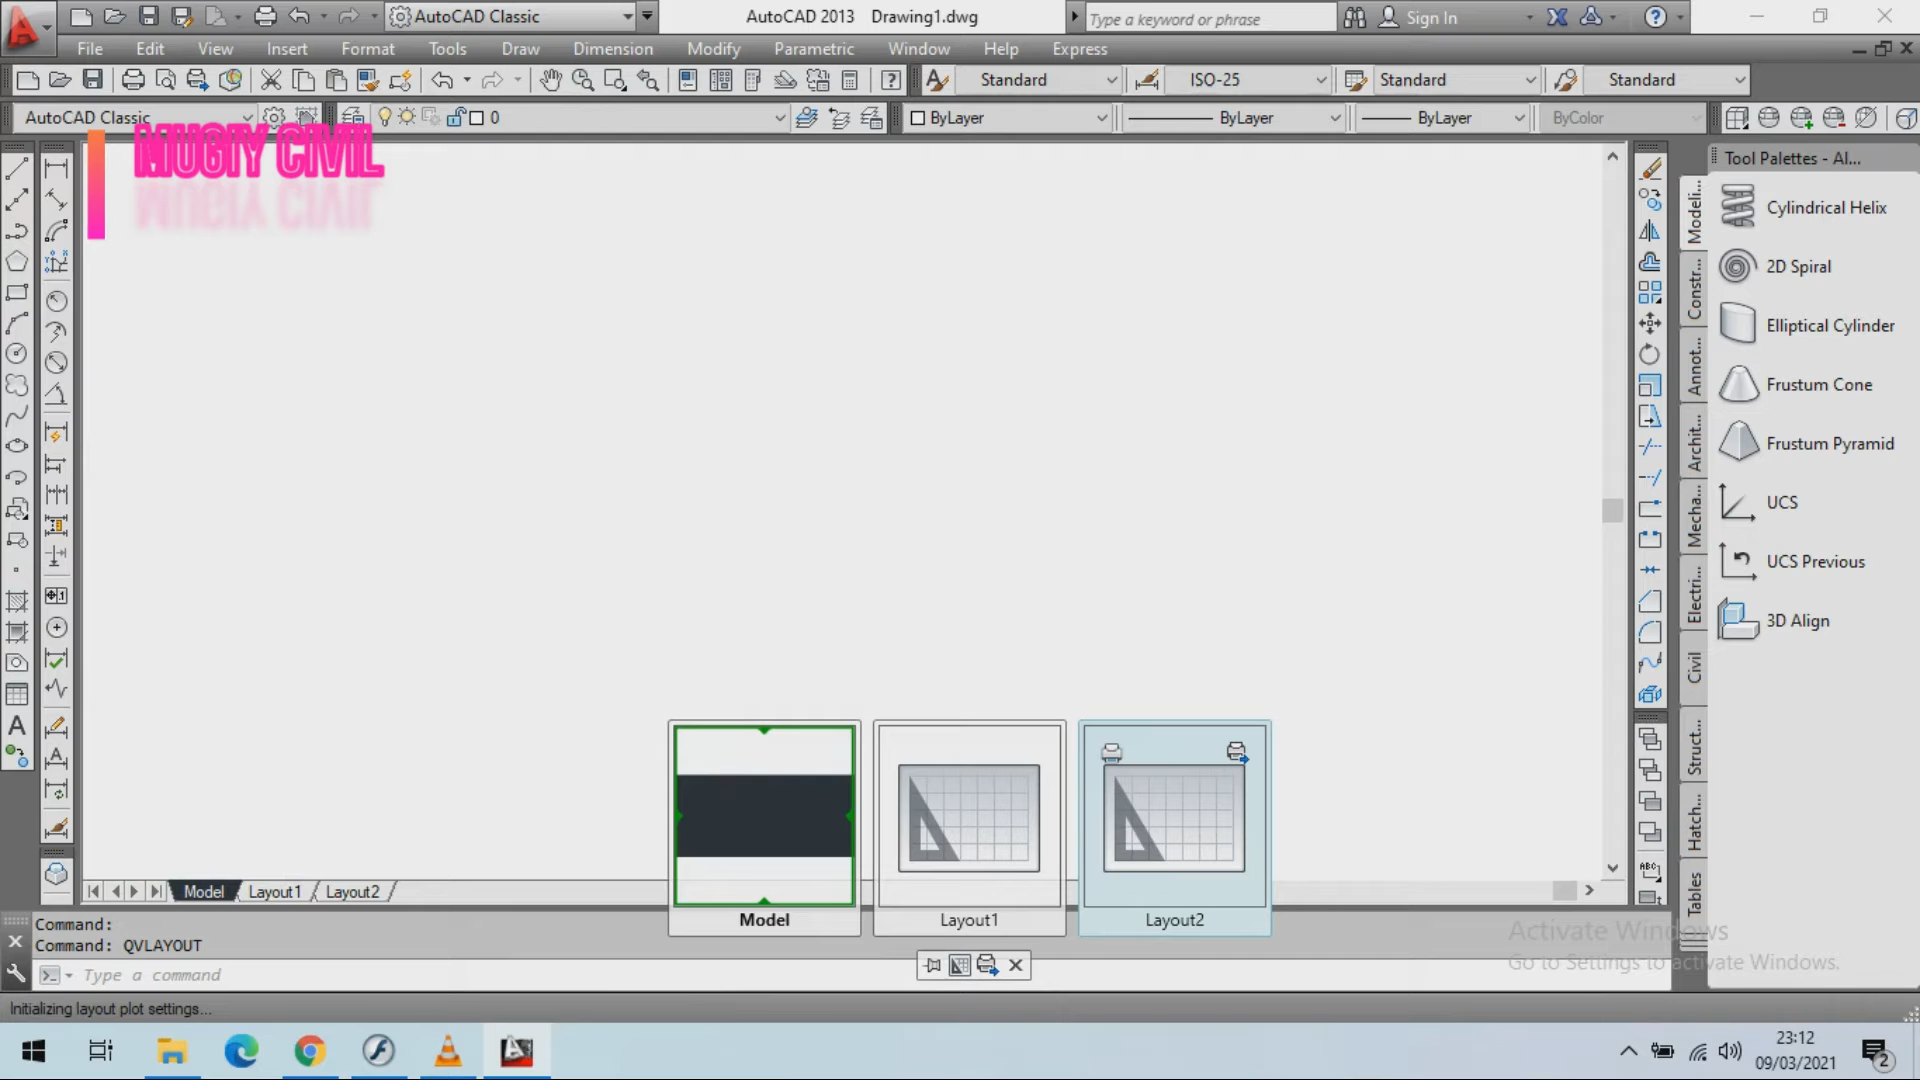 AutoCAD Classic
AutoCAD 2013 Drawing1.dwg
Type a keyword or phrase
Sign In
File Edit View Insert Format Tools Draw Dimension Modify Parametric Window Help Express
Standard ISO-25 Standard Standard
AutoCAD Classic 0 ByLayer ByLayer ByLayer ByColor
MUGIY CIVIL
Tool Palettes - Al...
Modeli...
Constr...
Annot...
Archit...
Mecha...
Electri...
Civil
Struct...
Hatch...
Tables
Cylindrical Helix
2D Spiral
Elliptical Cylinder
Frustum Cone
Frustum Pyramid
UCS
UCS Previous
3D Align
Model Layout1 Layout2
Model Layout1 Layout2
Command:
Command: QVLAYOUT
Type a command
Activate Windows
Go to Settings to activate Windows.
Initializing layout plot settings...
23:12
09/03/2021
2